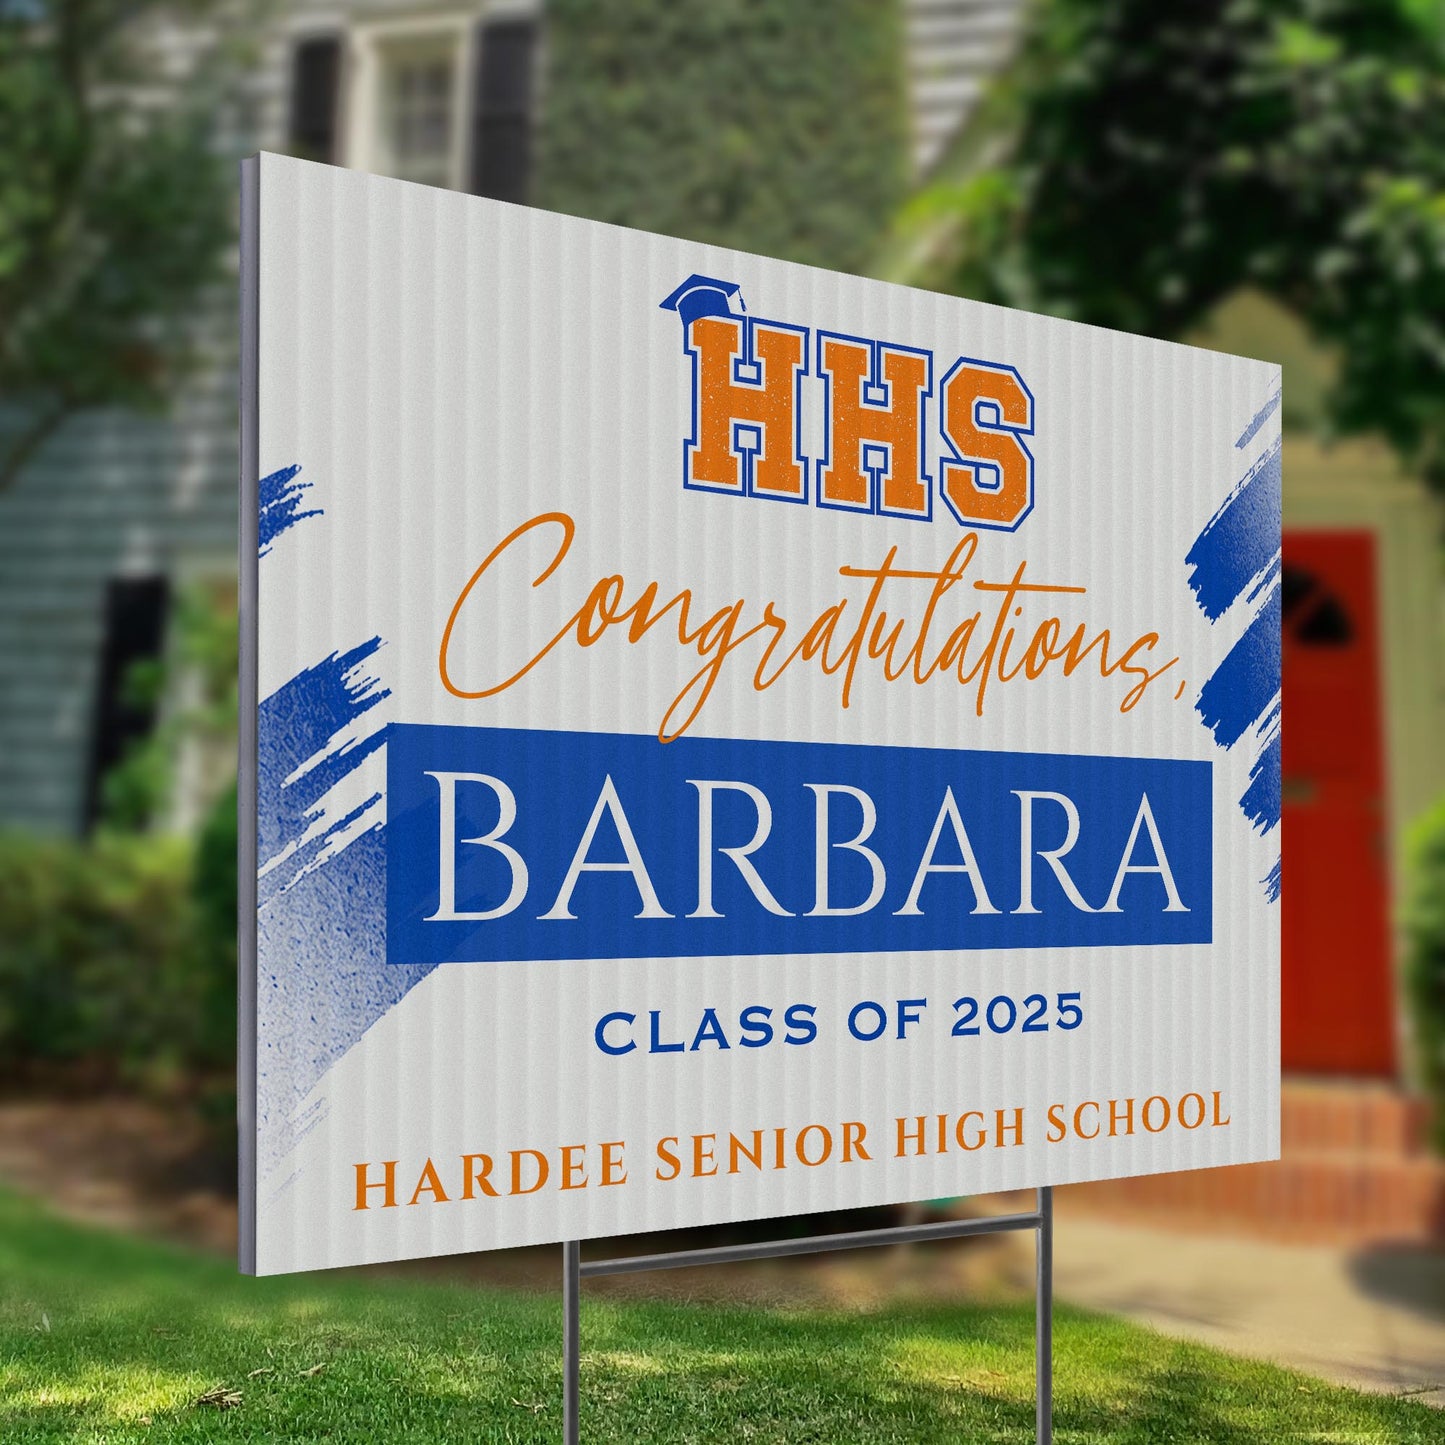 HHS
Congratulations,
BARBARA
CLASS OF 2025
HARDEE SENIOR HIGH SCHOOL